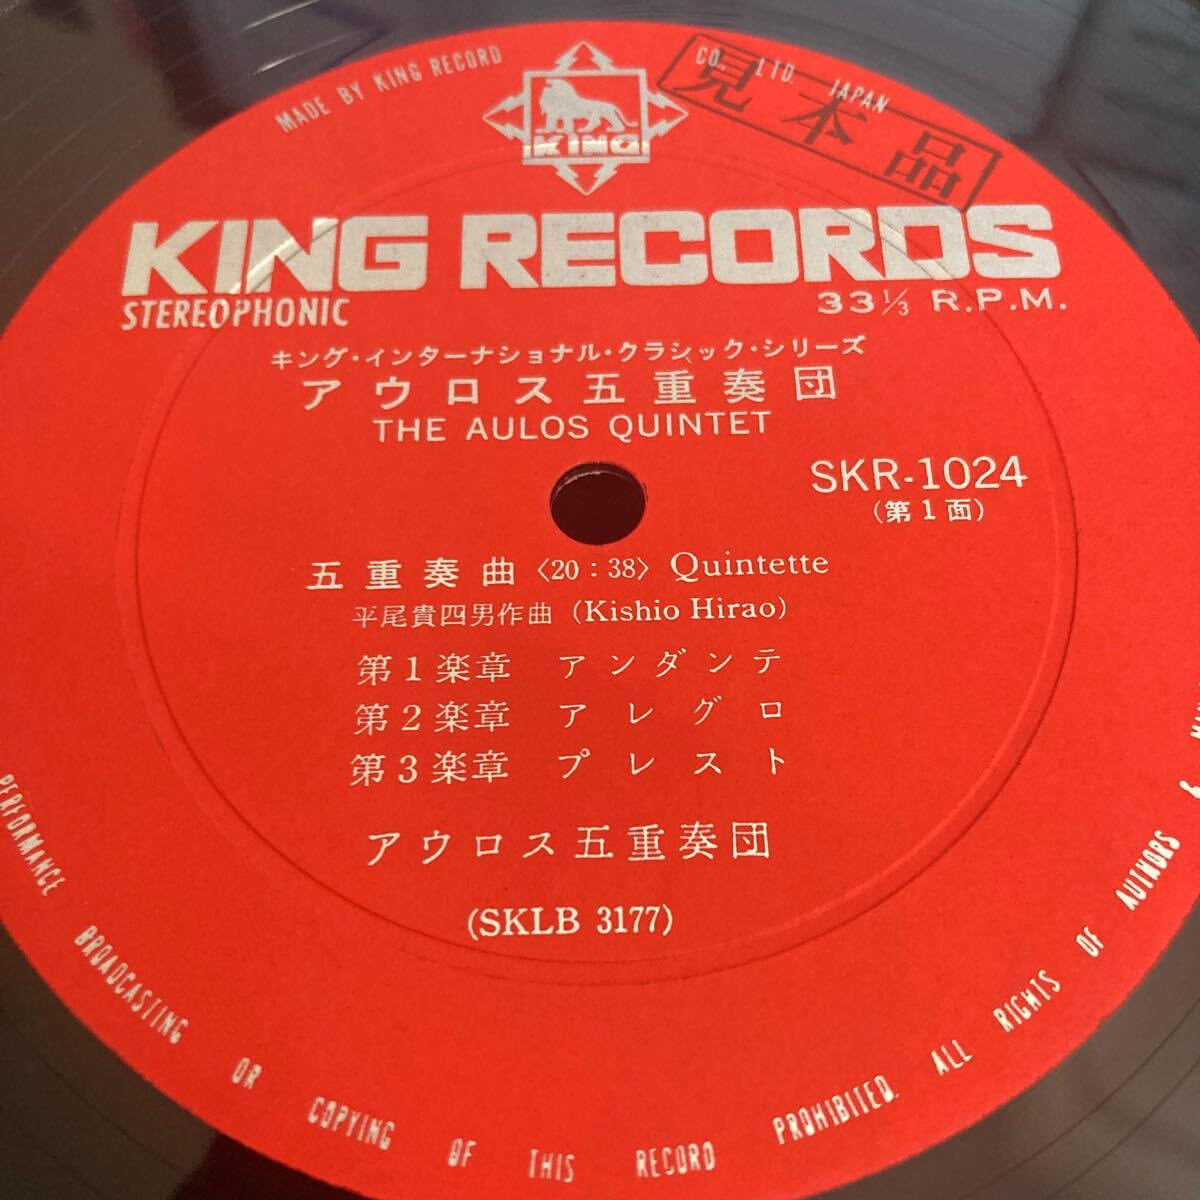 MADE BY KING RECORD CO., LTD. JAPAN
見本品
KING
KING RECORDS
STEREOPHONIC
33 1/3 R.P.M.
キング・インターナショナル・クラシック・シリーズ
アウロス五重奏団
THE AULOS QUINTET
SKR-1024
(第1面)
五重奏曲〈20:38〉Quintette
平尾貴四男作曲 (Kishio Hirao)
第1楽章 アンダンテ
第2楽章 アレグロ
第3楽章 プレスト
アウロス五重奏団
(SKLB 3177)
PERFORMANCE BROADCASTING OR COPYING OF THIS RECORD PROHIBITED. ALL RIGHTS OF AUTHORS &